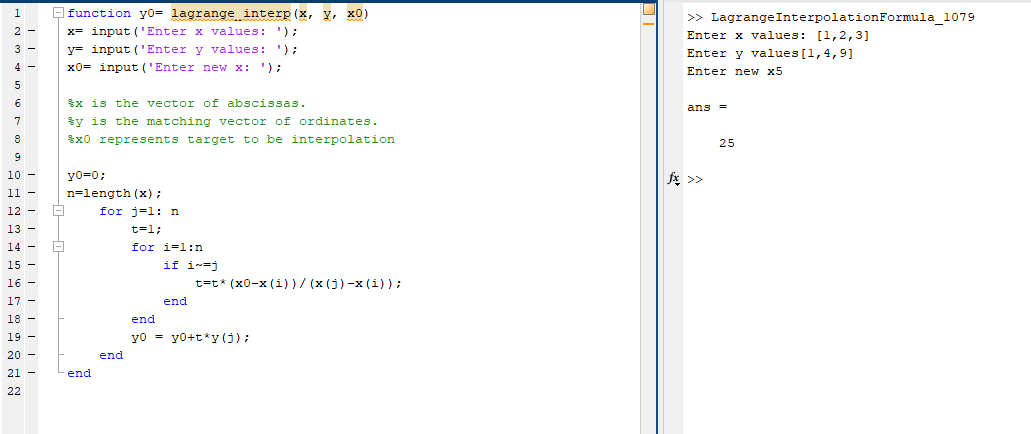 1 function y0= lagrange_interp(x, y, x0)
2 x= input('Enter x values: ');
3 y= input('Enter y values: ');
4 x0= input('Enter new x: ');
5
6 %x is the vector of abscissas.
7 %y is the matching vector of ordinates.
8 %x0 represents target to be interpolation
9
10 y0=0;
11 n=length(x);
12 for j=1: n
13 t=1;
14 for i=1:n
15 if i~=j
16 t=t*(x0-x(i))/(x(j)-x(i));
17 end
18 end
19 y0 = y0+t*y(j);
20 end
21 end
22
>> LagrangeInterpolationFormula_1079
Enter x values: [1,2,3]
Enter y values[1,4,9]
Enter new x5
ans =
25
fx >>